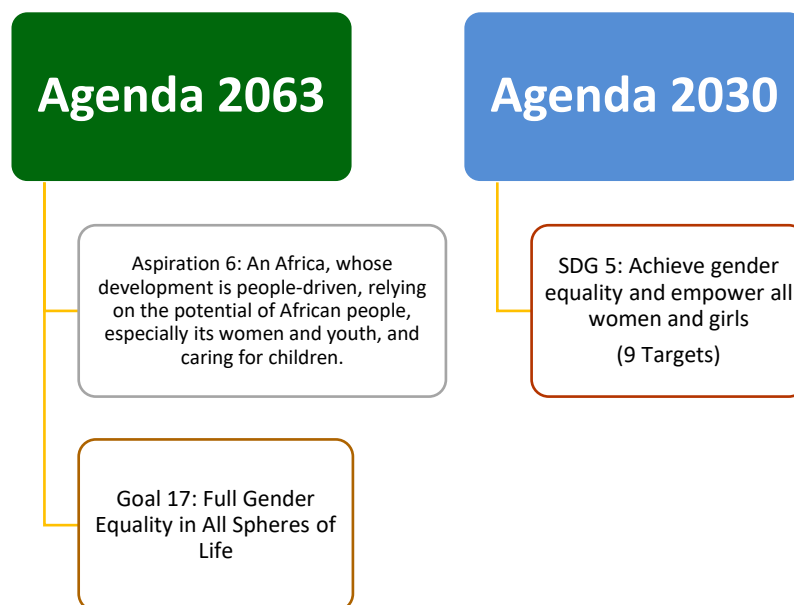 Agenda 2063
Aspiration 6: An Africa, whose
development is people-driven, relying
on the potential of African people,
especially its women and youth, and
caring for children.
Goal 17: Full Gender
Equality in All Spheres of
Life
Agenda 2030
SDG 5: Achieve gender
equality and empower all
women and girls
(9 Targets)